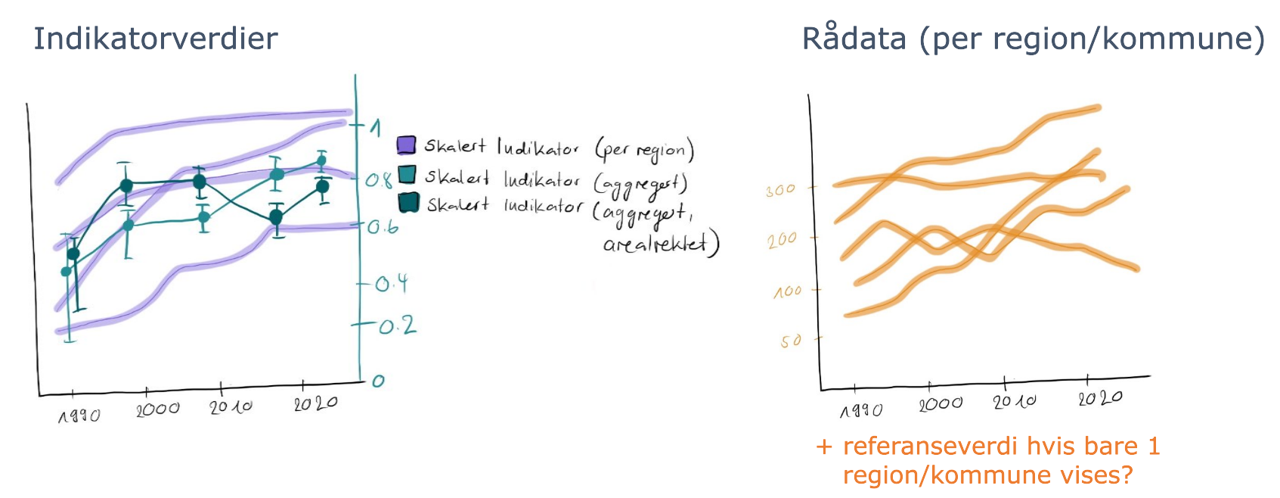 Indikatorverdier
Rådata (per region/kommune)
1
0.8
0.6
0.4
0.2
0
1990 2000 2010 2020
Skalert Indikator (per region)
Skalert Indikator (aggregert)
Skalert Indikator (aggregert,
arealvektet)
300
200
100
50
1990 2000 2010 2020
+ referanseverdi hvis bare 1
region/kommune vises?